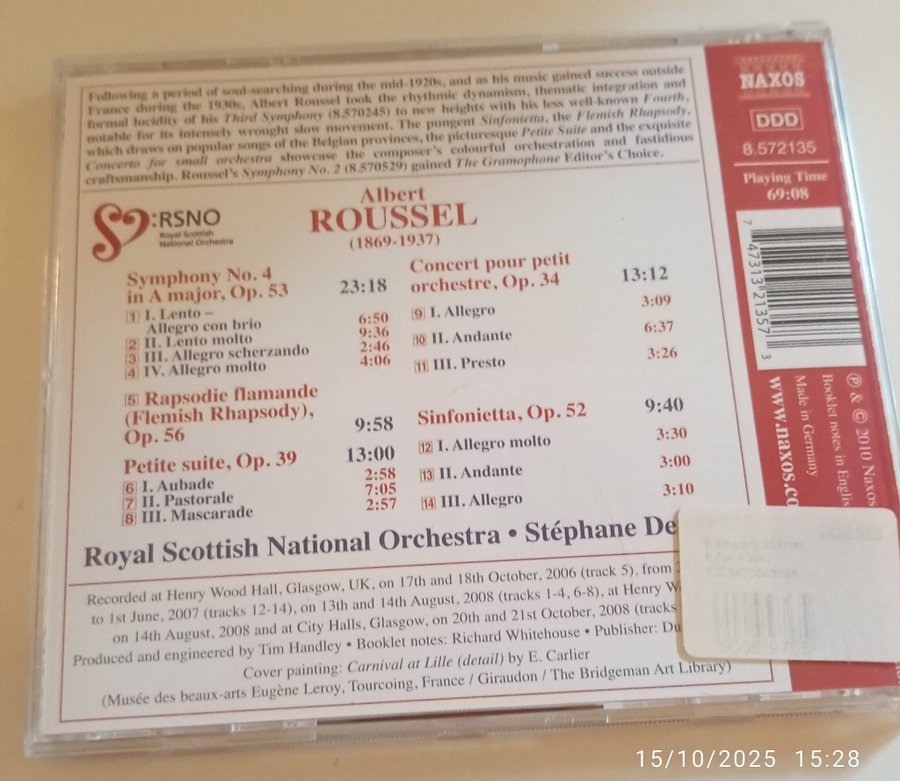 Following a period of soul-searching during the mid-1920s, and as his music gained success outside
France during the 1930s, Albert Roussel took the rhythmic dynamism, thematic integration and
formal lucidity of his Third Symphony (8.570245) to new heights with his less well-known Fourth,
notable for its intensely wrought slow movement. The pungent Sinfonietta, the Flemish Rhapsody,
which draws on popular songs of the Belgian provinces, the picturesque Petite Suite and the exquisite
Concerto for small orchestra showcase the composer's colourful orchestration and fastidious
craftsmanship. Roussel's Symphony No. 2 (8.570529) gained The Gramophone Editor's Choice.
:RSNO
Royal Scottish
National Orchestra
Albert
ROUSSEL
(1869-1937)
Symphony No. 4
in A major, Op. 53 23:18
1 I. Lento –
Allegro con brio 6:50
2 II. Lento molto 9:36
3 III. Allegro scherzando 2:46
4 IV. Allegro molto 4:06
5 Rapsodie flamande
(Flemish Rhapsody),
Op. 56 9:58
Petite suite, Op. 39 13:00
6 I. Aubade 2:58
7 II. Pastorale 7:05
8 III. Mascarade 2:57
Concert pour petit
orchestre, Op. 34 13:12
9 I. Allegro 3:09
10 II. Andante 6:37
11 III. Presto 3:26
Sinfonietta, Op. 52 9:40
12 I. Allegro molto 3:30
13 II. Andante 3:00
14 III. Allegro 3:10
Royal Scottish National Orchestra • Stéphane De
Recorded at Henry Wood Hall, Glasgow, UK, on 17th and 18th October, 2006 (track 5), from
to 1st June, 2007 (tracks 12-14), on 13th and 14th August, 2008 (tracks 1-4, 6-8), at Henry W
on 14th August, 2008 and at City Halls, Glasgow, on 20th and 21st October, 2008 (tracks
Produced and engineered by Tim Handley • Booklet notes: Richard Whitehouse • Publisher: Du
Cover painting: Carnival at Lille (detail) by E. Carlier
(Musée des beaux-arts Eugène Leroy, Tourcoing, France / Giraudon / The Bridgeman Art Library)
NAXOS
DDD
8.572135
Playing Time
69:08
7 47313 21357 3
℗ & © 2010 Naxos
Booklet notes in Englis
Made in Germany
www.naxos.co
15/10/2025 15:28